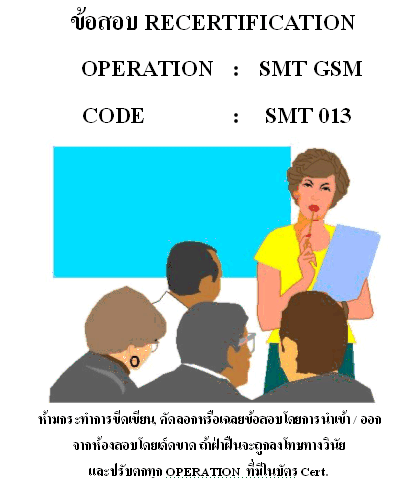 ข้อสอบ RECERTIFICATION
OPERATION : SMT GSM
CODE : SMT 013
ห้ามกระทำการขีดเขียน, คัดลอกหรือเฉลยข้อสอบโดยการนำเข้า / ออก
จากห้องสอบโดยเด็ดขาด ถ้าฝ่าฝืนจะถูกลงโทษทางวินัย
และปรับตกทุก OPERATION ที่มีในบัตร Cert.